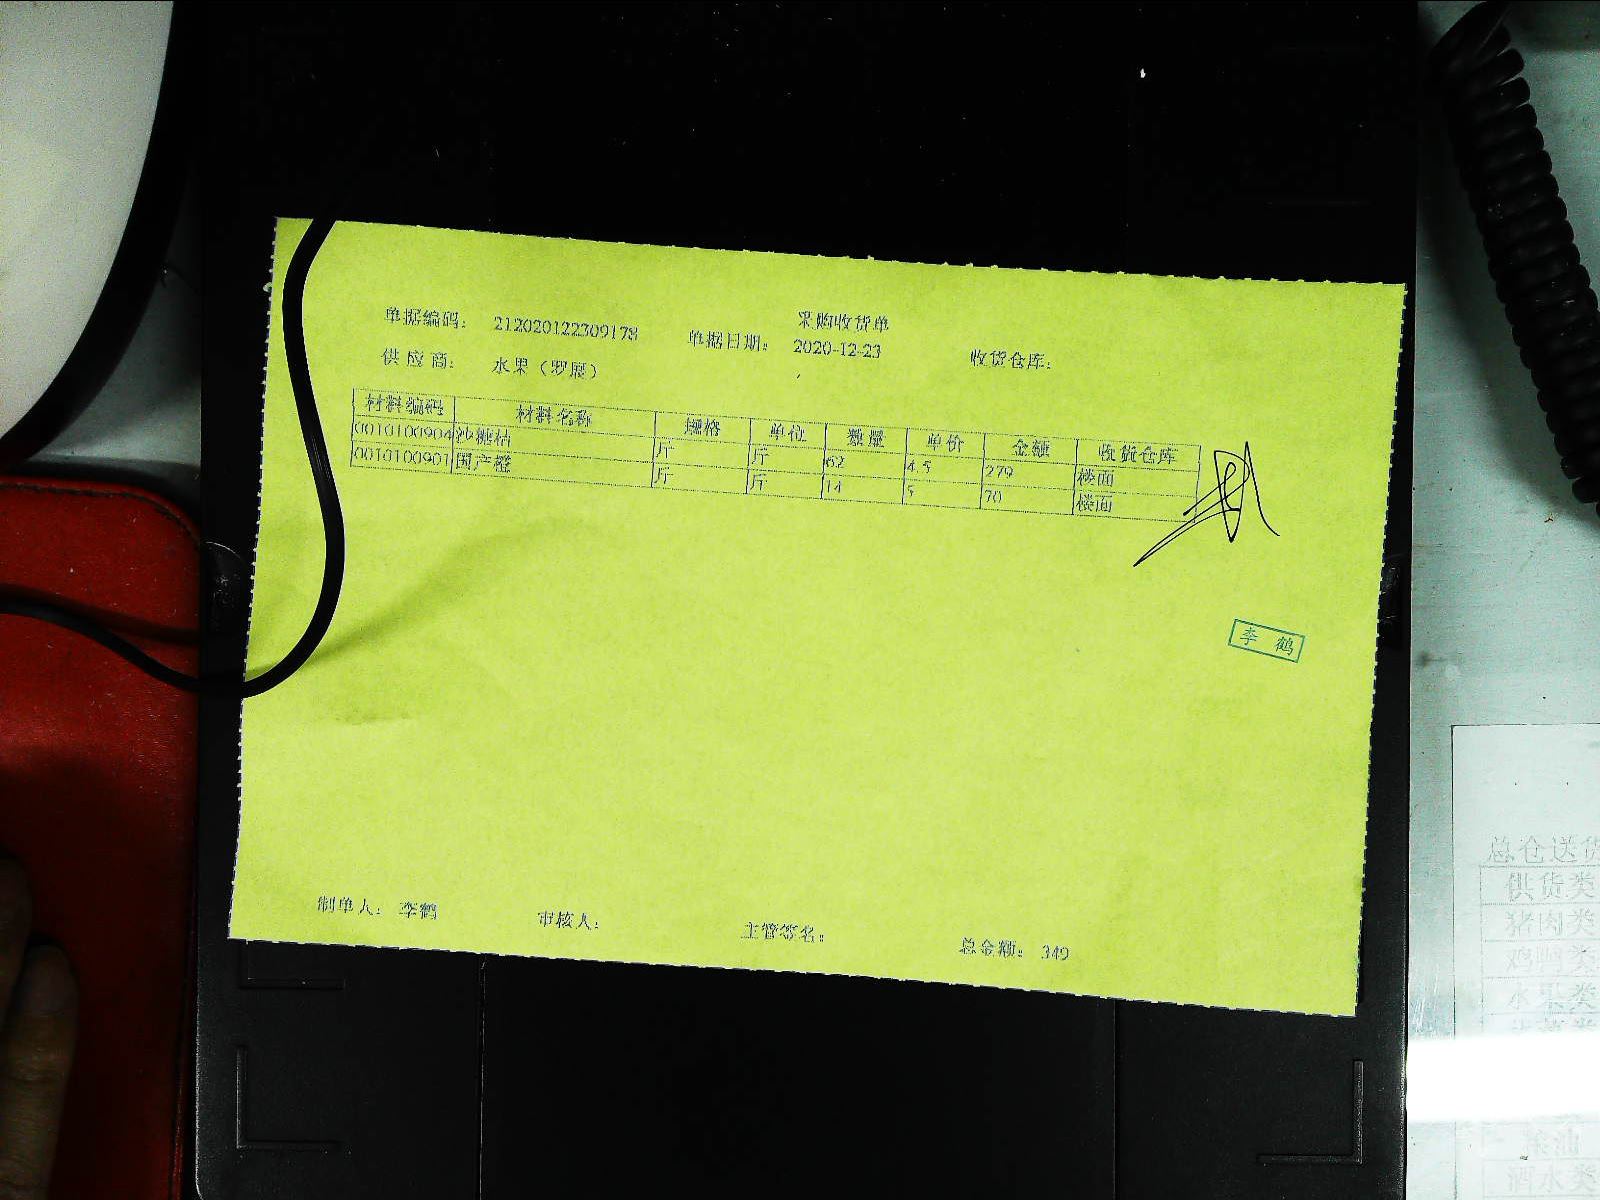 采购收货单
单据编码： 212020122309178 单据日期： 2020-12-23 收货仓库：
供 应 商： 水果（罗展）
材料编码 材料名称 规格 单位 数量 单价 金额 收货仓库
0010100904 沙糖桔 斤 斤 62 4.5 279 楼面
0010100901 国产橙 斤 斤 14 5 70 楼面
李 鹤
制单人： 李鹤 审核人： 主管签名： 总金额： 349
总仓送货
供货类
猪肉类
鸡鸭类
水果类
酒水类